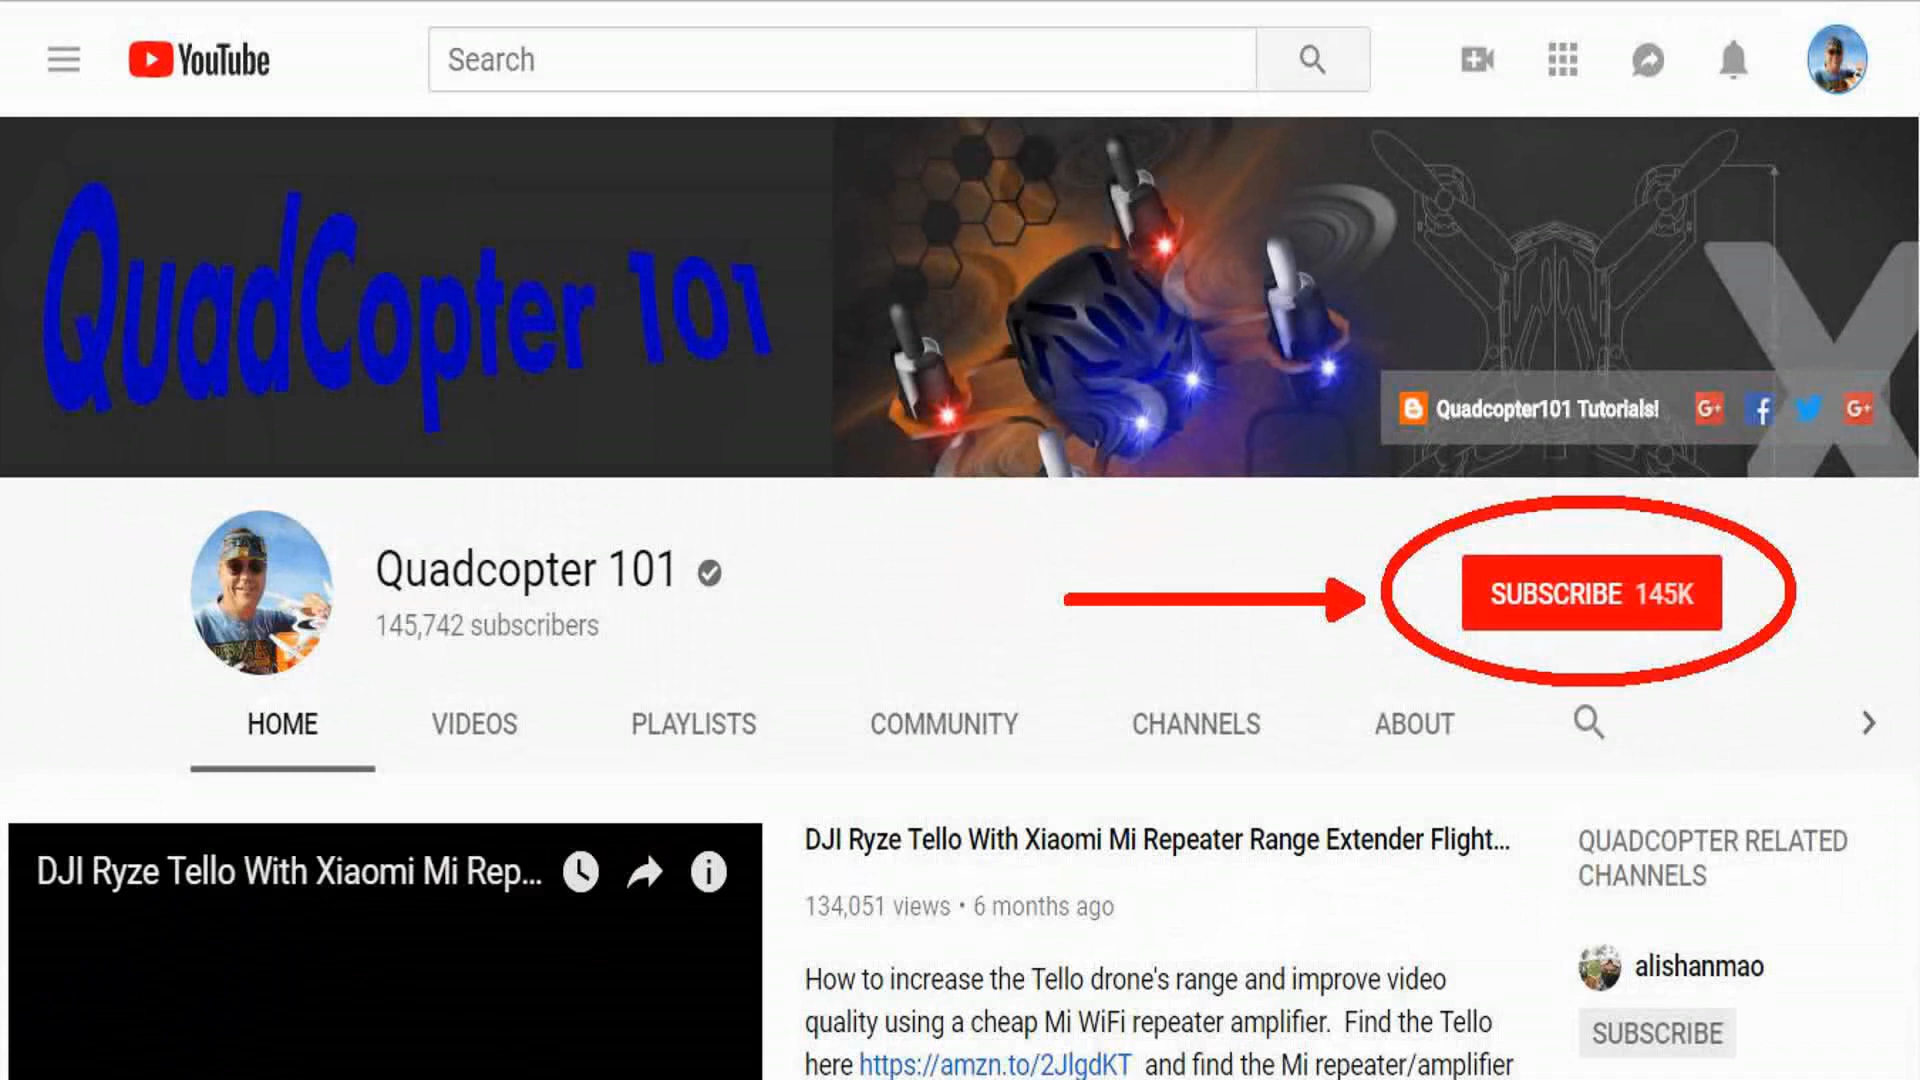 YouTube
Search
QuadCopter 101
Quadcopter101 Tutorials!
G+
f
G+
X
Quadcopter 101
145,742 subscribers
SUBSCRIBE 145K
HOME VIDEOS PLAYLISTS COMMUNITY CHANNELS ABOUT
DJI Ryze Tello With Xiaomi Mi Rep...
DJI Ryze Tello With Xiaomi Mi Repeater Range Extender Flight...
134,051 views • 6 months ago
How to increase the Tello drone's range and improve video
quality using a cheap Mi WiFi repeater amplifier. Find the Tello
here https://amzn.to/2JlgdKT and find the Mi repeater/amplifier
QUADCOPTER RELATED
CHANNELS
alishanmao
SUBSCRIBE